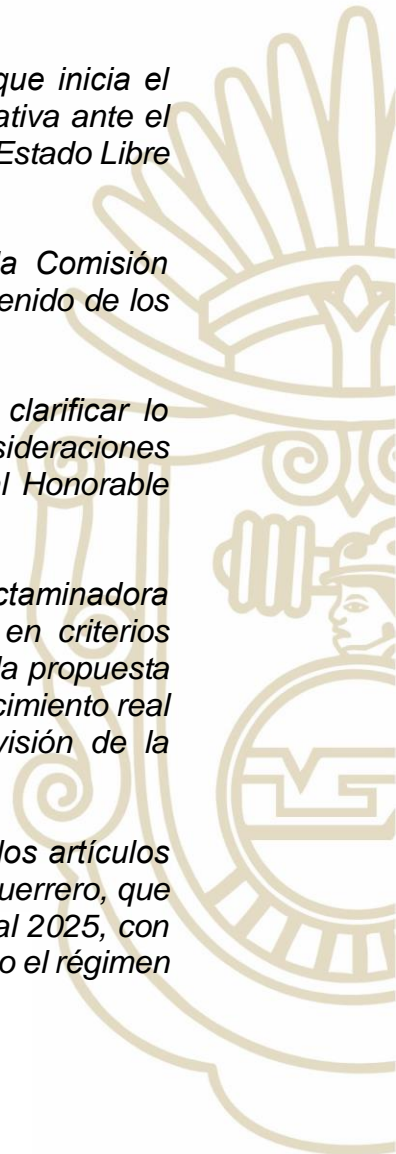 que inicia el
ativa ante el
Estado Libre
a Comisión
enido de los
clarificar lo
sideraciones
l Honorable
ctaminadora
en criterios
la propuesta
cimiento real
visión de la
los artículos
uerrero, que
al 2025, con
o el régimen